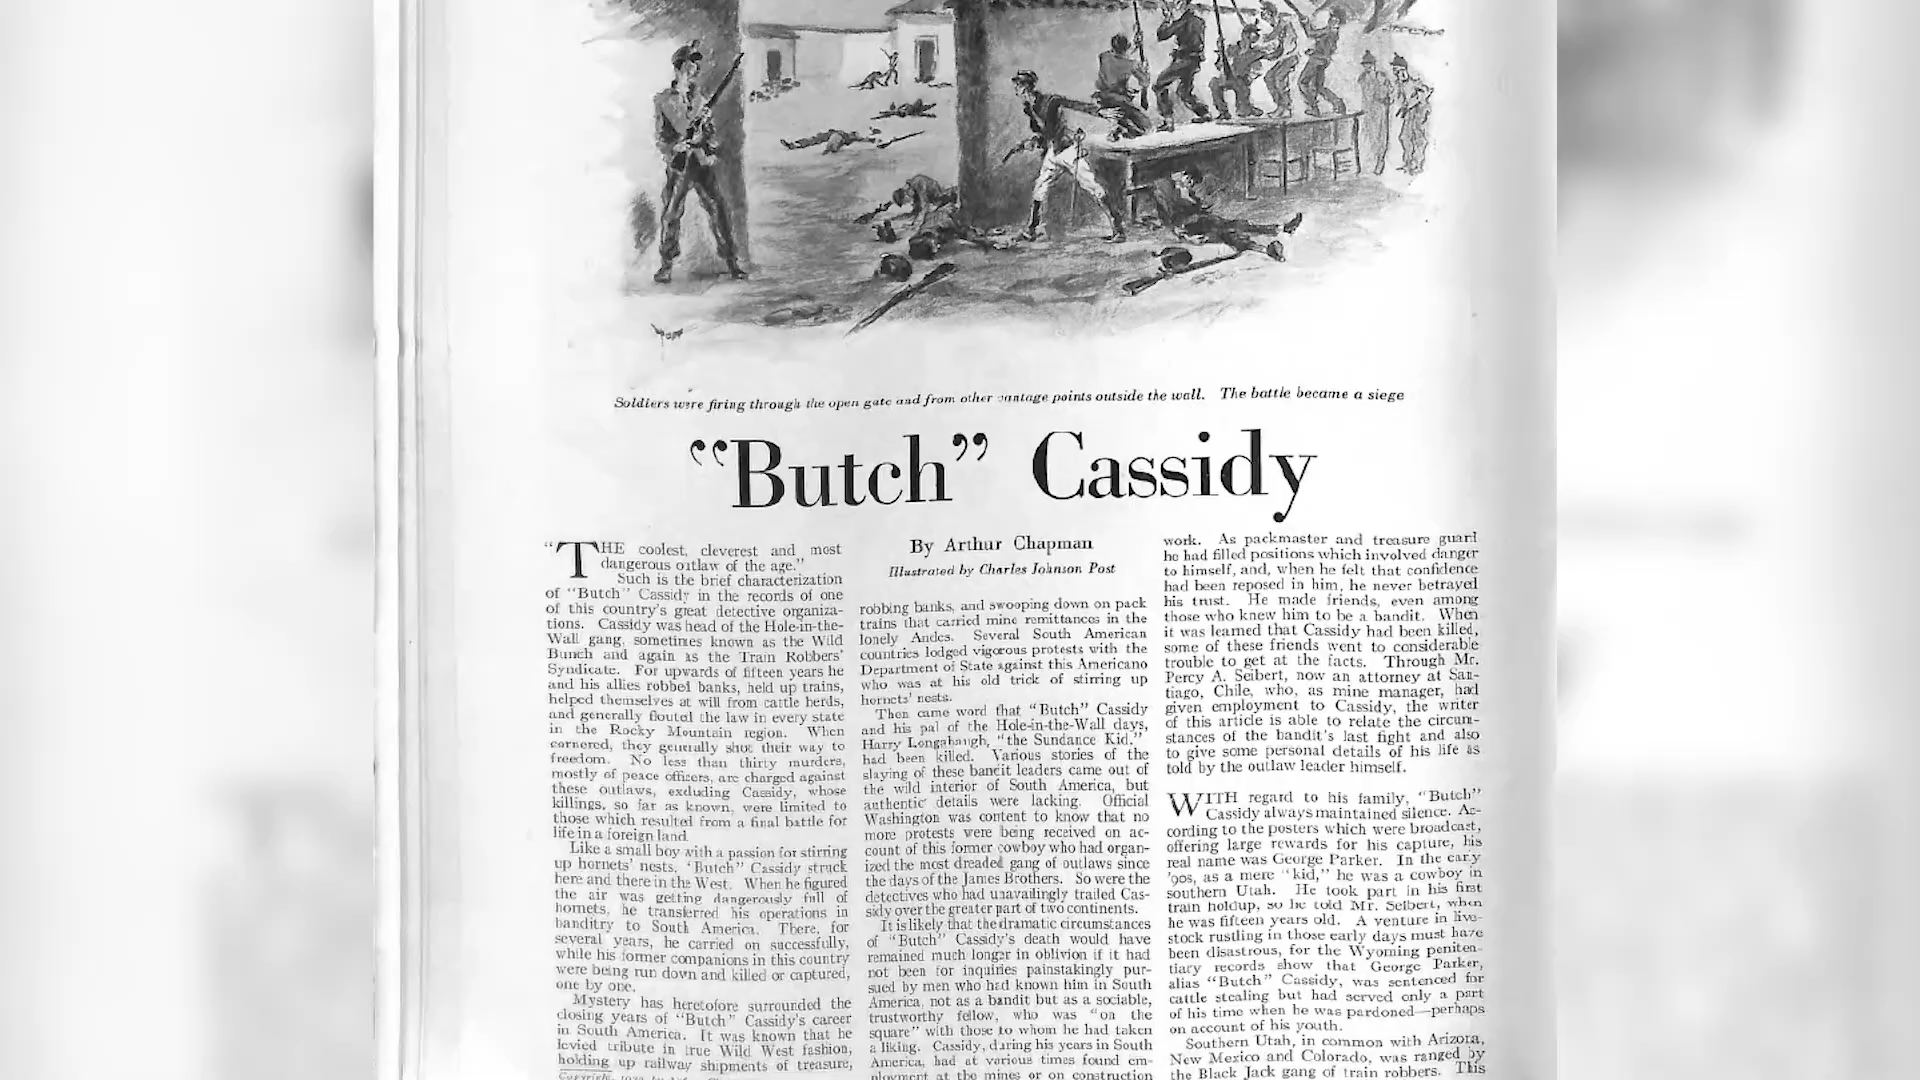 Soldiers were firing through the open gate and from other vantage points outside the wall. The battle became a siege
“Butch” Cassidy
By Arthur Chapman
Illustrated by Charles Johnson Post
“THE coolest, cleverest and most
dangerous outlaw of the age.”
Such is the brief characterization
of “Butch” Cassidy in the records of one
of this country's great detective organiza-
tions. Cassidy was head of the Hole-in-the-
Wall gang, sometimes known as the Wild
Bunch and again as the Train Robbers'
Syndicate. For upwards of fifteen years he
and his allies robbed banks, held up trains,
helped themselves at will from cattle herds,
and generally flouted the law in every state
in the Rocky Mountain region. When
cornered, they generally shot their way to
freedom. No less than thirty murders,
mostly of peace officers, are charged against
these outlaws, excluding Cassidy, whose
killings, so far as known, were limited to
those which resulted from a final battle for
life in a foreign land.
Like a small boy with a passion for stirring
up hornets' nests, “Butch” Cassidy struck
here and there in the West. When he figured
the air was getting dangerously full of
hornets, he transferred his operations in
banditry to South America. There, for
several years, he carried on successfully,
while his former companions in this country
were being run down and killed or captured,
one by one.
Mystery has heretofore surrounded the
closing years of “Butch” Cassidy's career
in South America. It was known that he
levied tribute in true Wild West fashion,
holding up railway shipments of treasure,
robbing banks, and swooping down on pack
trains that carried mine remittances in the
lonely Andes. Several South American
countries lodged vigorous protests with the
Department of State against this Americano
who was at his old trick of stirring up
hornets' nests.
Then came word that “Butch” Cassidy
and his pal of the Hole-in-the-Wall days,
Harry Longabaugh, “the Sundance Kid,”
had been killed. Various stories of the
slaying of these bandit leaders came out of
the wild interior of South America, but
authentic details were lacking. Official
Washington was content to know that no
more protests were being received on ac-
count of this former cowboy who had organ-
ized the most dreaded gang of outlaws since
the days of the James Brothers. So were the
detectives who had unavailingly trailed Cas-
sidy over the greater part of two continents.
It is likely that the dramatic circumstances
of “Butch” Cassidy's death would have
remained much longer in oblivion if it had
not been for inquiries painstakingly pur-
sued by men who had known him in South
America, not as a bandit but as a sociable,
trustworthy fellow, who was “on the
square” with those to whom he had taken
a liking. Cassidy, during his years in South
America, had at various times found em-
ployment at the mines or on construction
work. As packmaster and treasure guard
he had filled positions which involved danger
to himself, and, when he felt that confidence
had been reposed in him, he never betrayed
his trust. He made friends, even among
those who knew him to be a bandit. When
it was learned that Cassidy had been killed,
some of these friends went to considerable
trouble to get at the facts. Through Mr.
Percy A. Seibert, now an attorney at San-
tiago, Chile, who, as mine manager, had
given employment to Cassidy, the writer
of this article is able to relate the circum-
stances of the bandit's last fight and also
to give some personal details of his life as
told by the outlaw leader himself.
WITH regard to his family, “Butch”
Cassidy always maintained silence. Ac-
cording to the posters which were broadcast,
offering large rewards for his capture, his
real name was George Parker. In the early
'90s, as a mere “kid,” he was a cowboy in
southern Utah. He took part in his first
train holdup, so he told Mr. Seibert, when
he was fifteen years old. A venture in live-
stock rustling in those early days must have
been disastrous, for the Wyoming peniten-
tiary records show that George Parker,
alias “Butch” Cassidy, was sentenced for
cattle stealing but had served only a part
of his time when he was pardoned—perhaps
on account of his youth.
Southern Utah, in common with Arizona,
New Mexico and Colorado, was ranged by
the Black Jack gang of train robbers. This